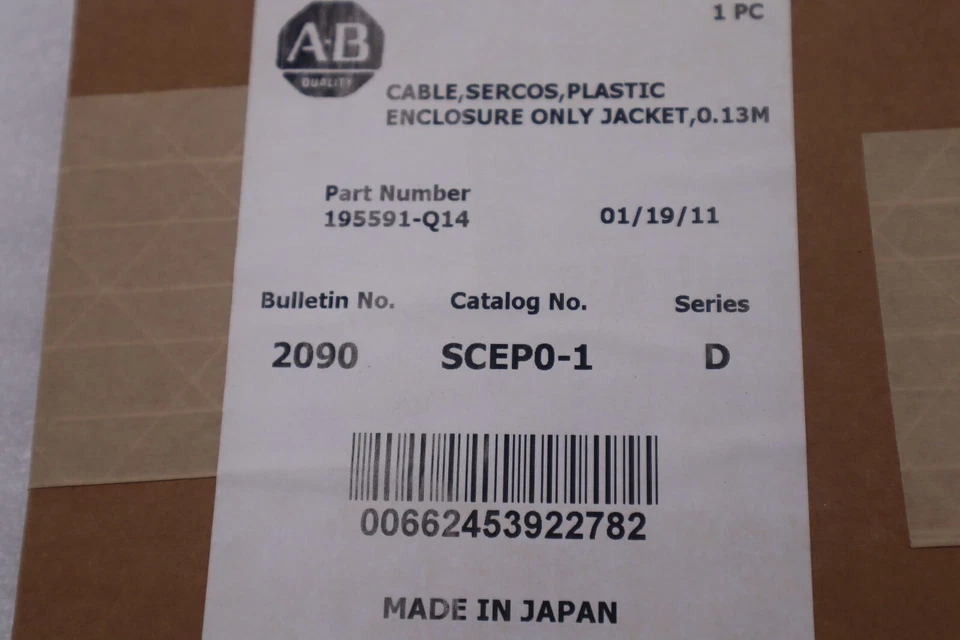 1 PC
A-B
QUALITY
CABLE,SERCOS,PLASTIC
ENCLOSURE ONLY JACKET,0.13M
Part Number
195591-Q14 01/19/11
Bulletin No. Catalog No. Series
2090 SCEP0-1 D
00662453922782
MADE IN JAPAN